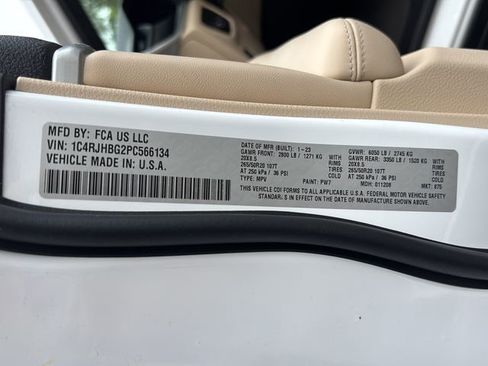 MFD BY: FCA US LLC
VIN: 1C4RJHBG2PC566134
VEHICLE MADE IN U.S.A.
DATE OF MFR (BUILT): 1-23 GVWR: 6050 LB / 2745 KG
GAWR FRONT: 2800 LB / 1271 KG WITH GAWR REAR: 3350 LB / 1520 KG WITH
20X8.5 RIMS 20X8.5 RIMS
265/50R20 107T TIRES 265/50R20 107T TIRES
AT 250 kPa / 36 PSI COLD AT 250 kPa / 36 PSI COLD
TYPE: MPV PAINT: PW7 MDH: 011208 MKT: 875
THIS VEHICLE CONFORMS TO ALL U.S.A. FEDERAL MOTOR VEHICLE SAFETY
STANDARDS IN EFFECT ON THE DATE OF MANUFACTURE SHOWN ABOVE